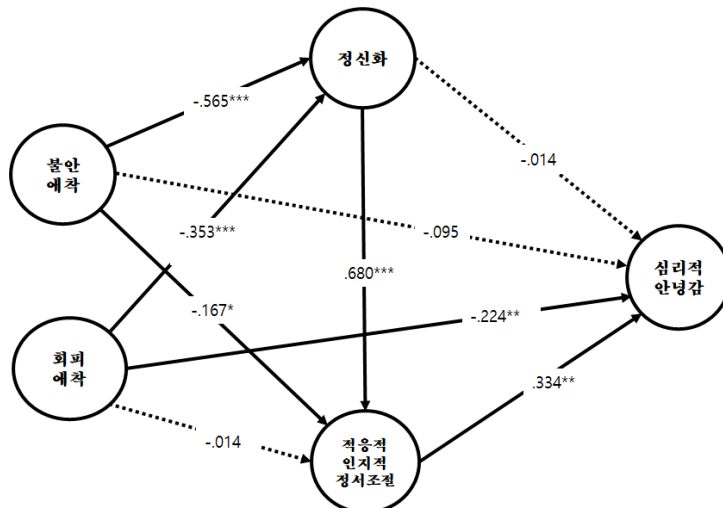 정신화
-.565***
불안
애착
-.014
-.353***
-.095
.680***
심리적
안녕감
-.167*
-.224**
회피
애착
.334**
-.014
적응적
인지적
정서조절